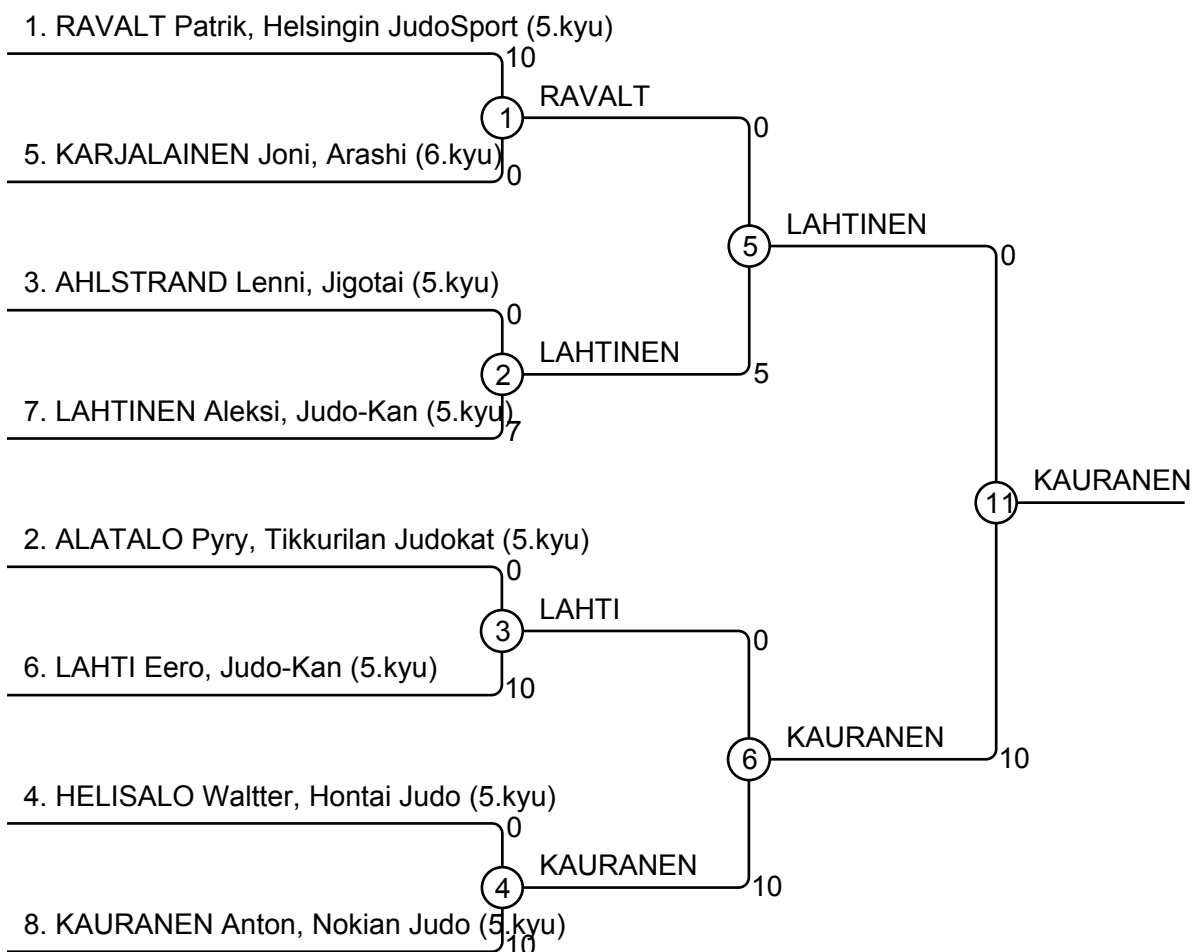 1. RAVALT Patrik, Helsingin JudoSport (5.kyu)
10
RAVALT
1
0
5. KARJALAINEN Joni, Arashi (6.kyu)
0
LAHTINEN
5
0
3. AHLSTRAND Lenni, Jigotai (5.kyu)
0
LAHTINEN
2
5
7. LAHTINEN Aleksi, Judo-Kan (5.kyu)
7
KAURANEN
11
2. ALATALO Pyry, Tikkurilan Judokat (5.kyu)
0
LAHTI
3
0
6. LAHTI Eero, Judo-Kan (5.kyu)
10
KAURANEN
6
10
4. HELISALO Waltter, Hontai Judo (5.kyu)
0
KAURANEN
4
10
8. KAURANEN Anton, Nokian Judo (5.kyu)
10